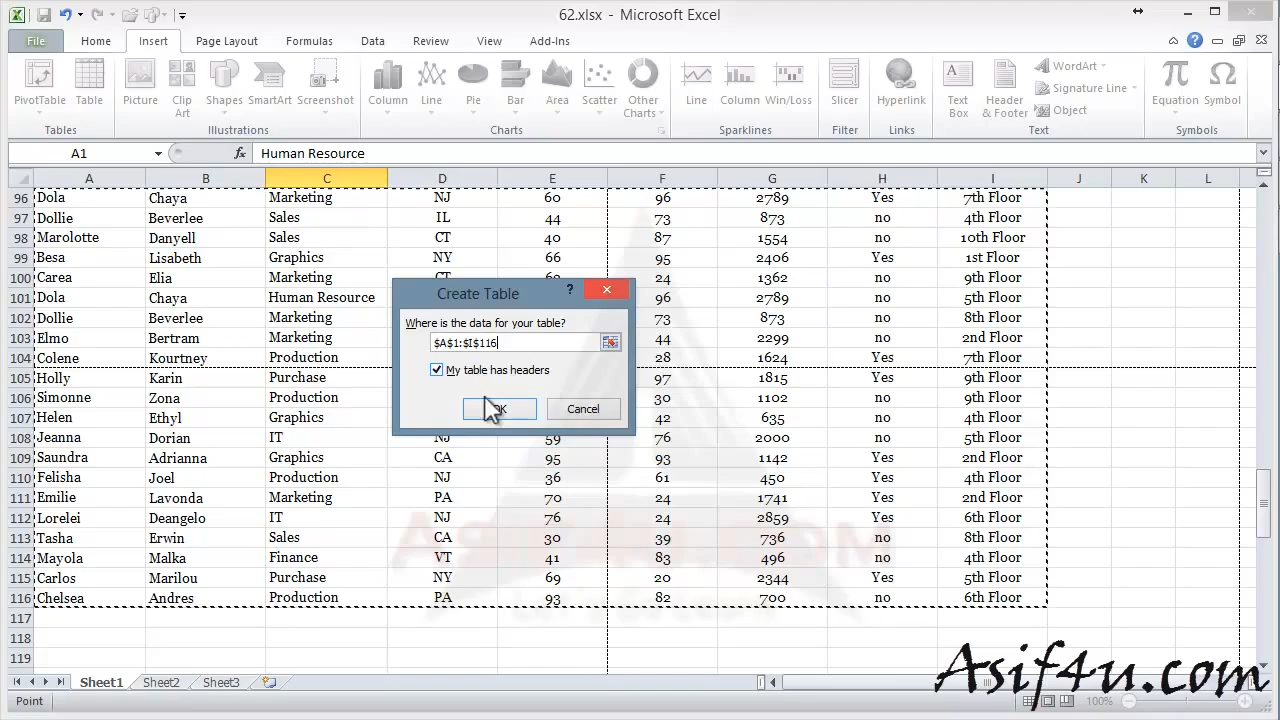 62.xlsx - Microsoft Excel
File Home Insert Page Layout Formulas Data Review View Add-Ins
PivotTable Table Picture Clip Art Shapes SmartArt Screenshot Column Line Pie Bar Area Scatter Other Charts Line Column Win/Loss Slicer Hyperlink Text Box Header & Footer WordArt Signature Line Object Equation Symbol
Tables Illustrations Charts Sparklines Filter Links Text Symbols
A1 fx Human Resource
A B C D E F G H I J K L
96 Dola Chaya Marketing NJ 60 96 2789 Yes 7th Floor
97 Dollie Beverlee Sales IL 44 73 873 no 4th Floor
98 Marolotte Danyell Sales CT 40 87 1554 no 10th Floor
99 Besa Lisabeth Graphics NY 66 95 2406 Yes 1st Floor
100 Carea Elia Marketing CT 24 1362 no 9th Floor
101 Dola Chaya Human Resource 96 2789 Yes 5th Floor
102 Dollie Beverlee Marketing 73 873 no 8th Floor
103 Elmo Bertram Marketing 44 2299 no 2nd Floor
104 Colene Kourtney Production 28 1624 Yes 7th Floor
105 Holly Karin Purchase 97 1815 Yes 9th Floor
106 Simonne Zona Production 30 1102 no 9th Floor
107 Helen Ethyl Graphics 42 635 no 4th Floor
108 Jeanna Dorian IT NJ 59 76 2000 no 5th Floor
109 Saundra Adrianna Graphics CA 95 93 1142 no 2nd Floor
110 Felisha Joel Production NJ 36 61 450 Yes 4th Floor
111 Emilie Lavonda Marketing PA 70 24 1741 Yes 2nd Floor
112 Lorelei Deangelo IT NJ 76 24 2859 Yes 6th Floor
113 Tasha Erwin Sales CA 30 39 736 no 8th Floor
114 Mayola Malka Finance VT 41 83 496 no 4th Floor
115 Carlos Marilou Purchase NY 69 20 2344 Yes 5th Floor
116 Chelsea Andres Production PA 93 82 700 no 6th Floor
117
118
119
Create Table
Where is the data for your table?
$A$1:$I$116
My table has headers
OK Cancel
Sheet1 Sheet2 Sheet3
Point 100%
Asif4u.com